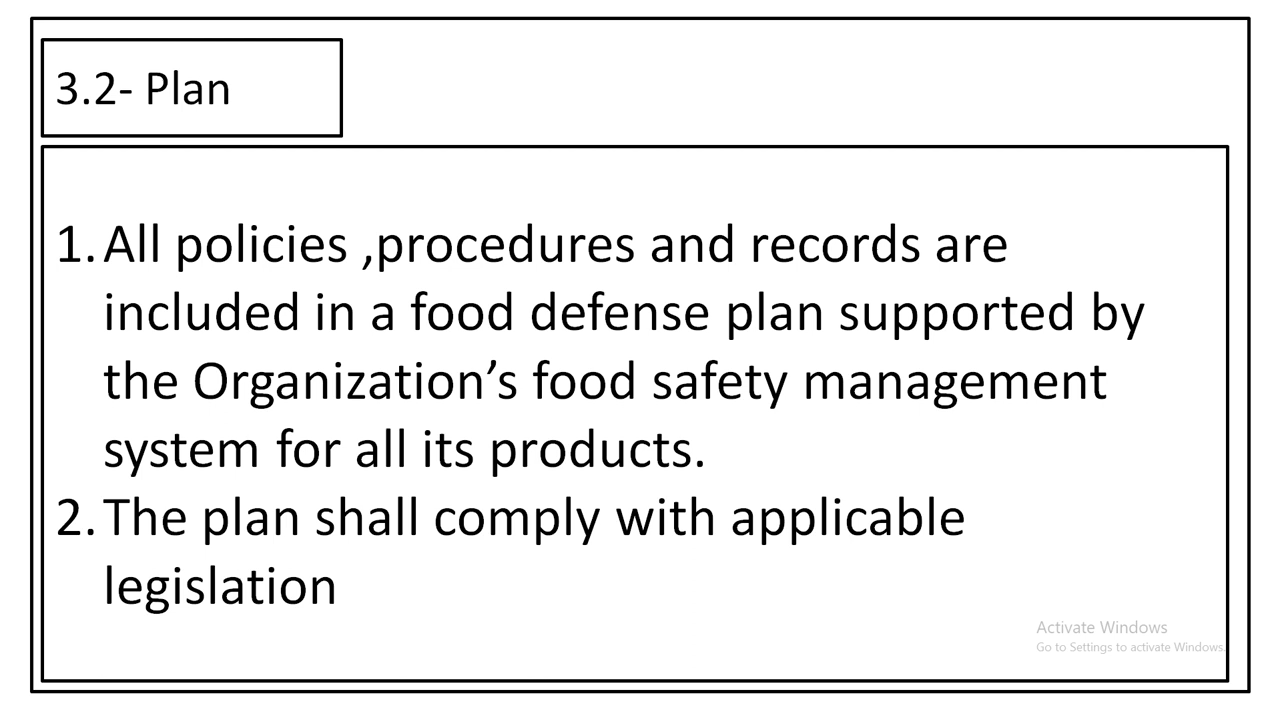 3.2- Plan
1. All policies ,procedures and records are
included in a food defense plan supported by
the Organization’s food safety management
system for all its products.
2. The plan shall comply with applicable
legislation
Activate Windows
Go to Settings to activate Windows.